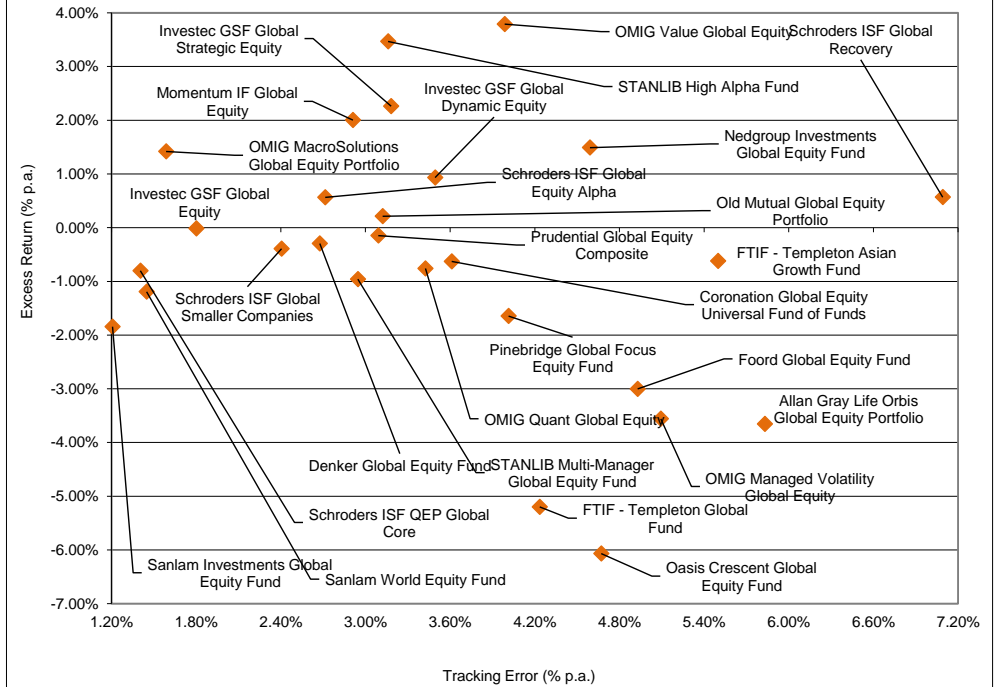 4.00%
3.00%
2.00%
1.00%
0.00%
-1.00%
-2.00%
-3.00%
-4.00%
-5.00%
-6.00%
-7.00%
Excess Return (% p.a.)
Investec GSF Global
Strategic Equity
OMIG Value Global Equity
Schroders ISF Global
Recovery
STANLIB High Alpha Fund
Momentum IF Global
Equity
Investec GSF Global
Dynamic Equity
OMIG MacroSolutions
Global Equity Portfolio
Nedgroup Investments
Global Equity Fund
Schroders ISF Global
Equity Alpha
Investec GSF Global
Equity
Old Mutual Global Equity
Portfolio
Prudential Global Equity
Composite
FTIF - Templeton Asian
Growth Fund
Schroders ISF Global
Smaller Companies
Coronation Global Equity
Universal Fund of Funds
Pinebridge Global Focus
Equity Fund
Foord Global Equity Fund
Allan Gray Life Orbis
Global Equity Portfolio
OMIG Quant Global Equity
Denker Global Equity Fund
STANLIB Multi-Manager
Global Equity Fund
OMIG Managed Volatility
Global Equity
Schroders ISF QEP Global
Core
FTIF - Templeton Global
Fund
Sanlam Investments Global
Equity Fund
Sanlam World Equity Fund
Oasis Crescent Global
Equity Fund
1.20% 1.80% 2.40% 3.00% 3.60% 4.20% 4.80% 5.40% 6.00% 6.60% 7.20%
Tracking Error (% p.a.)